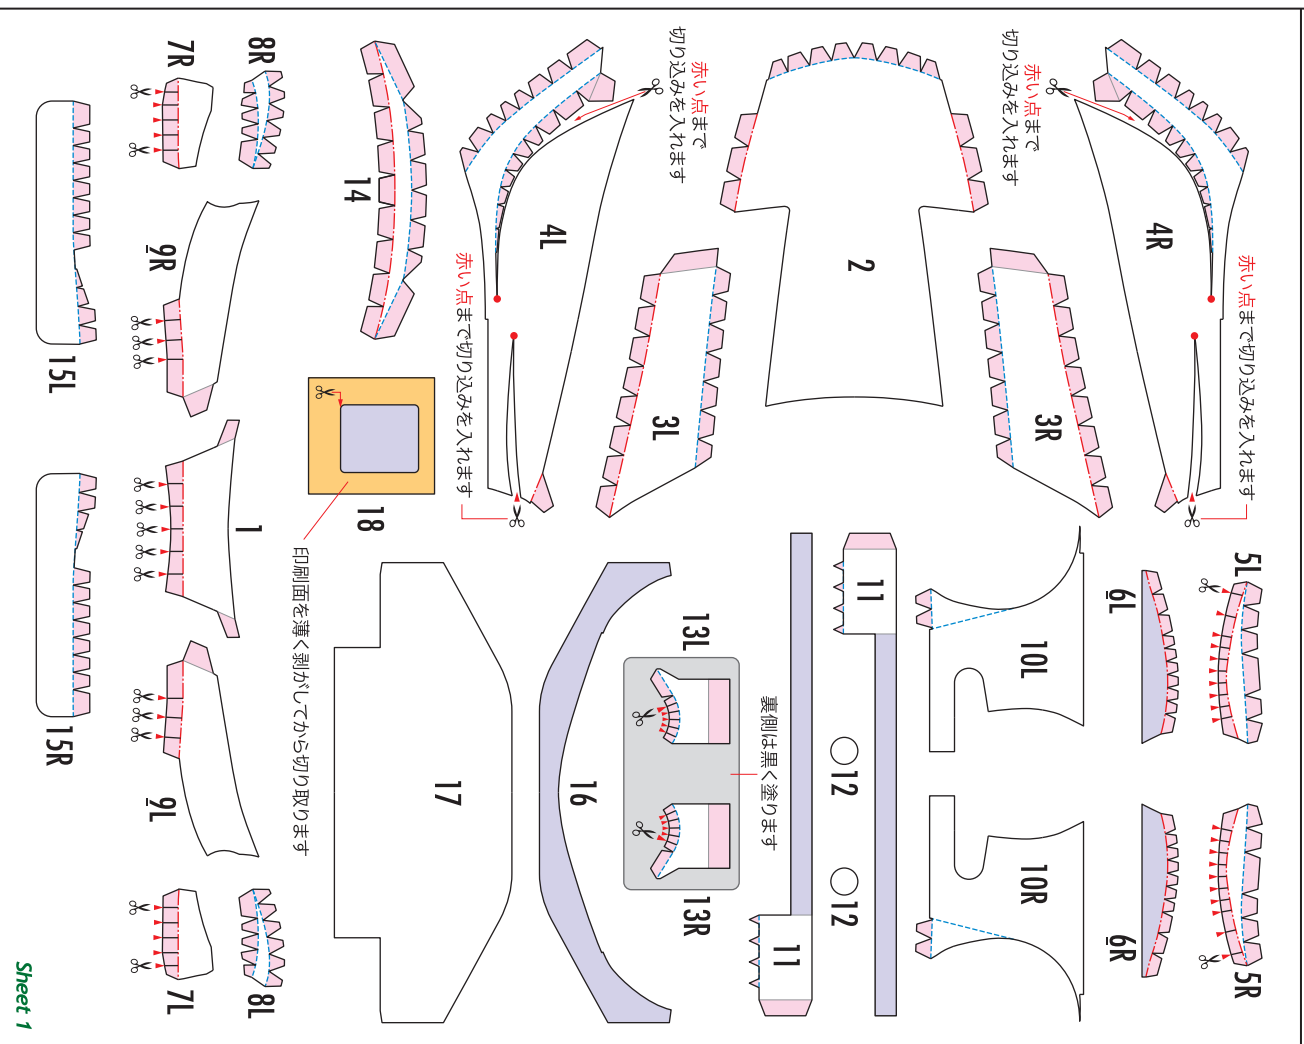 赤い点まで切り込みを入れます
5L
5R
4R
6L
6R
赤い点まで
切り込みを入れます
3R
10L
10R
2
11
12
12
11
裏側は黒く塗ります
赤い点まで
切り込みを入れます
3L
13L
13R
4L
16
赤い点まで切り込みを入れます
17
14
18
印刷面を薄く剥がしてから切り取ります
8R
1
8L
7R
9R
9L
7L
15L
15R
Sheet 1